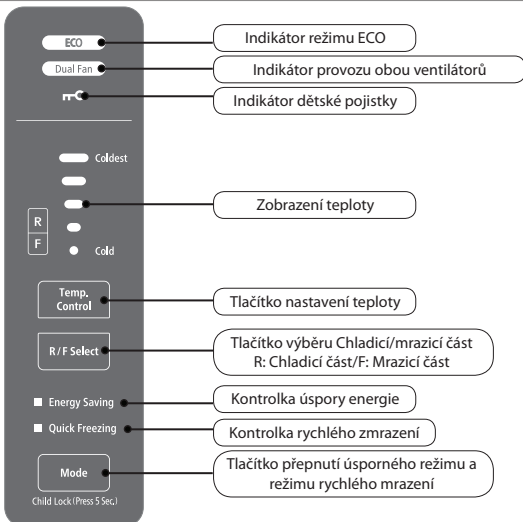 ECO
Indikátor režimu ECO
Dual Fan
Indikátor provozu obou ventilátorů
Indikátor dětské pojistky
Coldest
Zobrazení teploty
R
F
Cold
Temp.
Control
Tlačítko nastavení teploty
R/F Select
Tlačítko výběru Chladicí/mrazicí část
R: Chladicí část/F: Mrazicí část
Energy Saving
Kontrolka úspory energie
Quick Freezing
Kontrolka rychlého zmrazení
Mode
Tlačítko přepnutí úsporného režimu a
režimu rychlého mrazení
Child Lock (Press 5 Sec.)